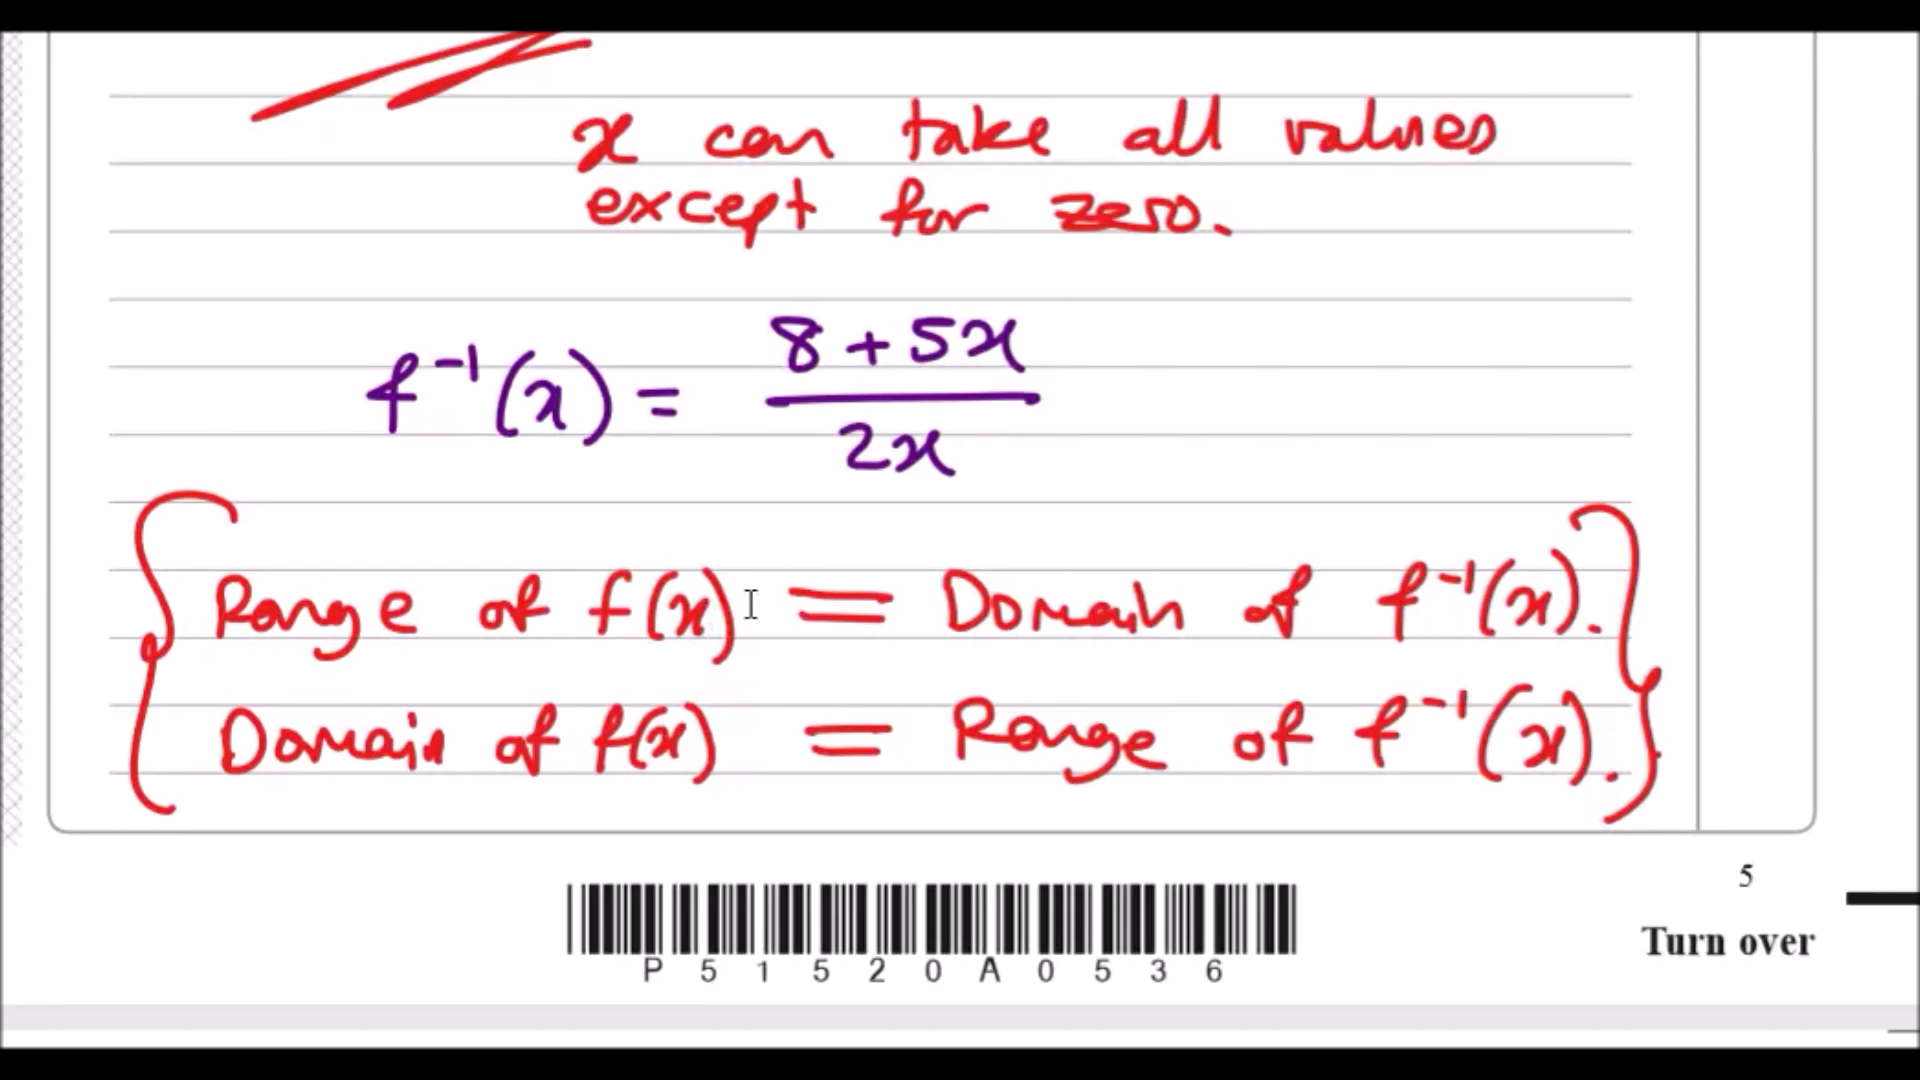 x can take all values
except for zero.
f⁻¹(x) = (8 + 5x)/(2x)
Range of f(x) = Domain of f⁻¹(x).
Domain of f(x) = Range of f⁻¹(x).
5
P 5 1 5 2 0 A 0 5 3 6
Turn over